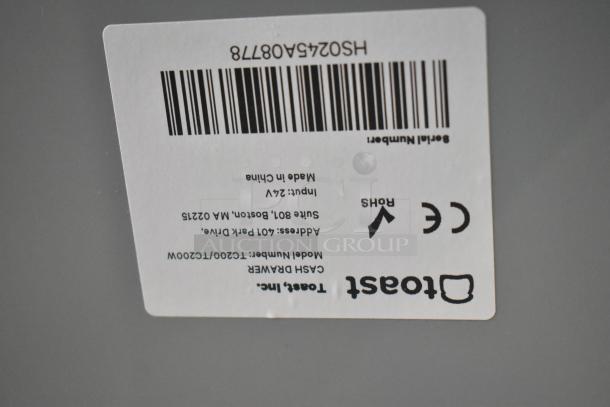 toast
Toast, Inc.
CASH DRAWER
Model Number: TC200/TC200W
Address: 401 Park Drive,
Suite 801, Boston, MA 02215
Input: 24V
Made in China
CE
RoHS
Serial Number:
HS0245A08778
AUCTION GROUP